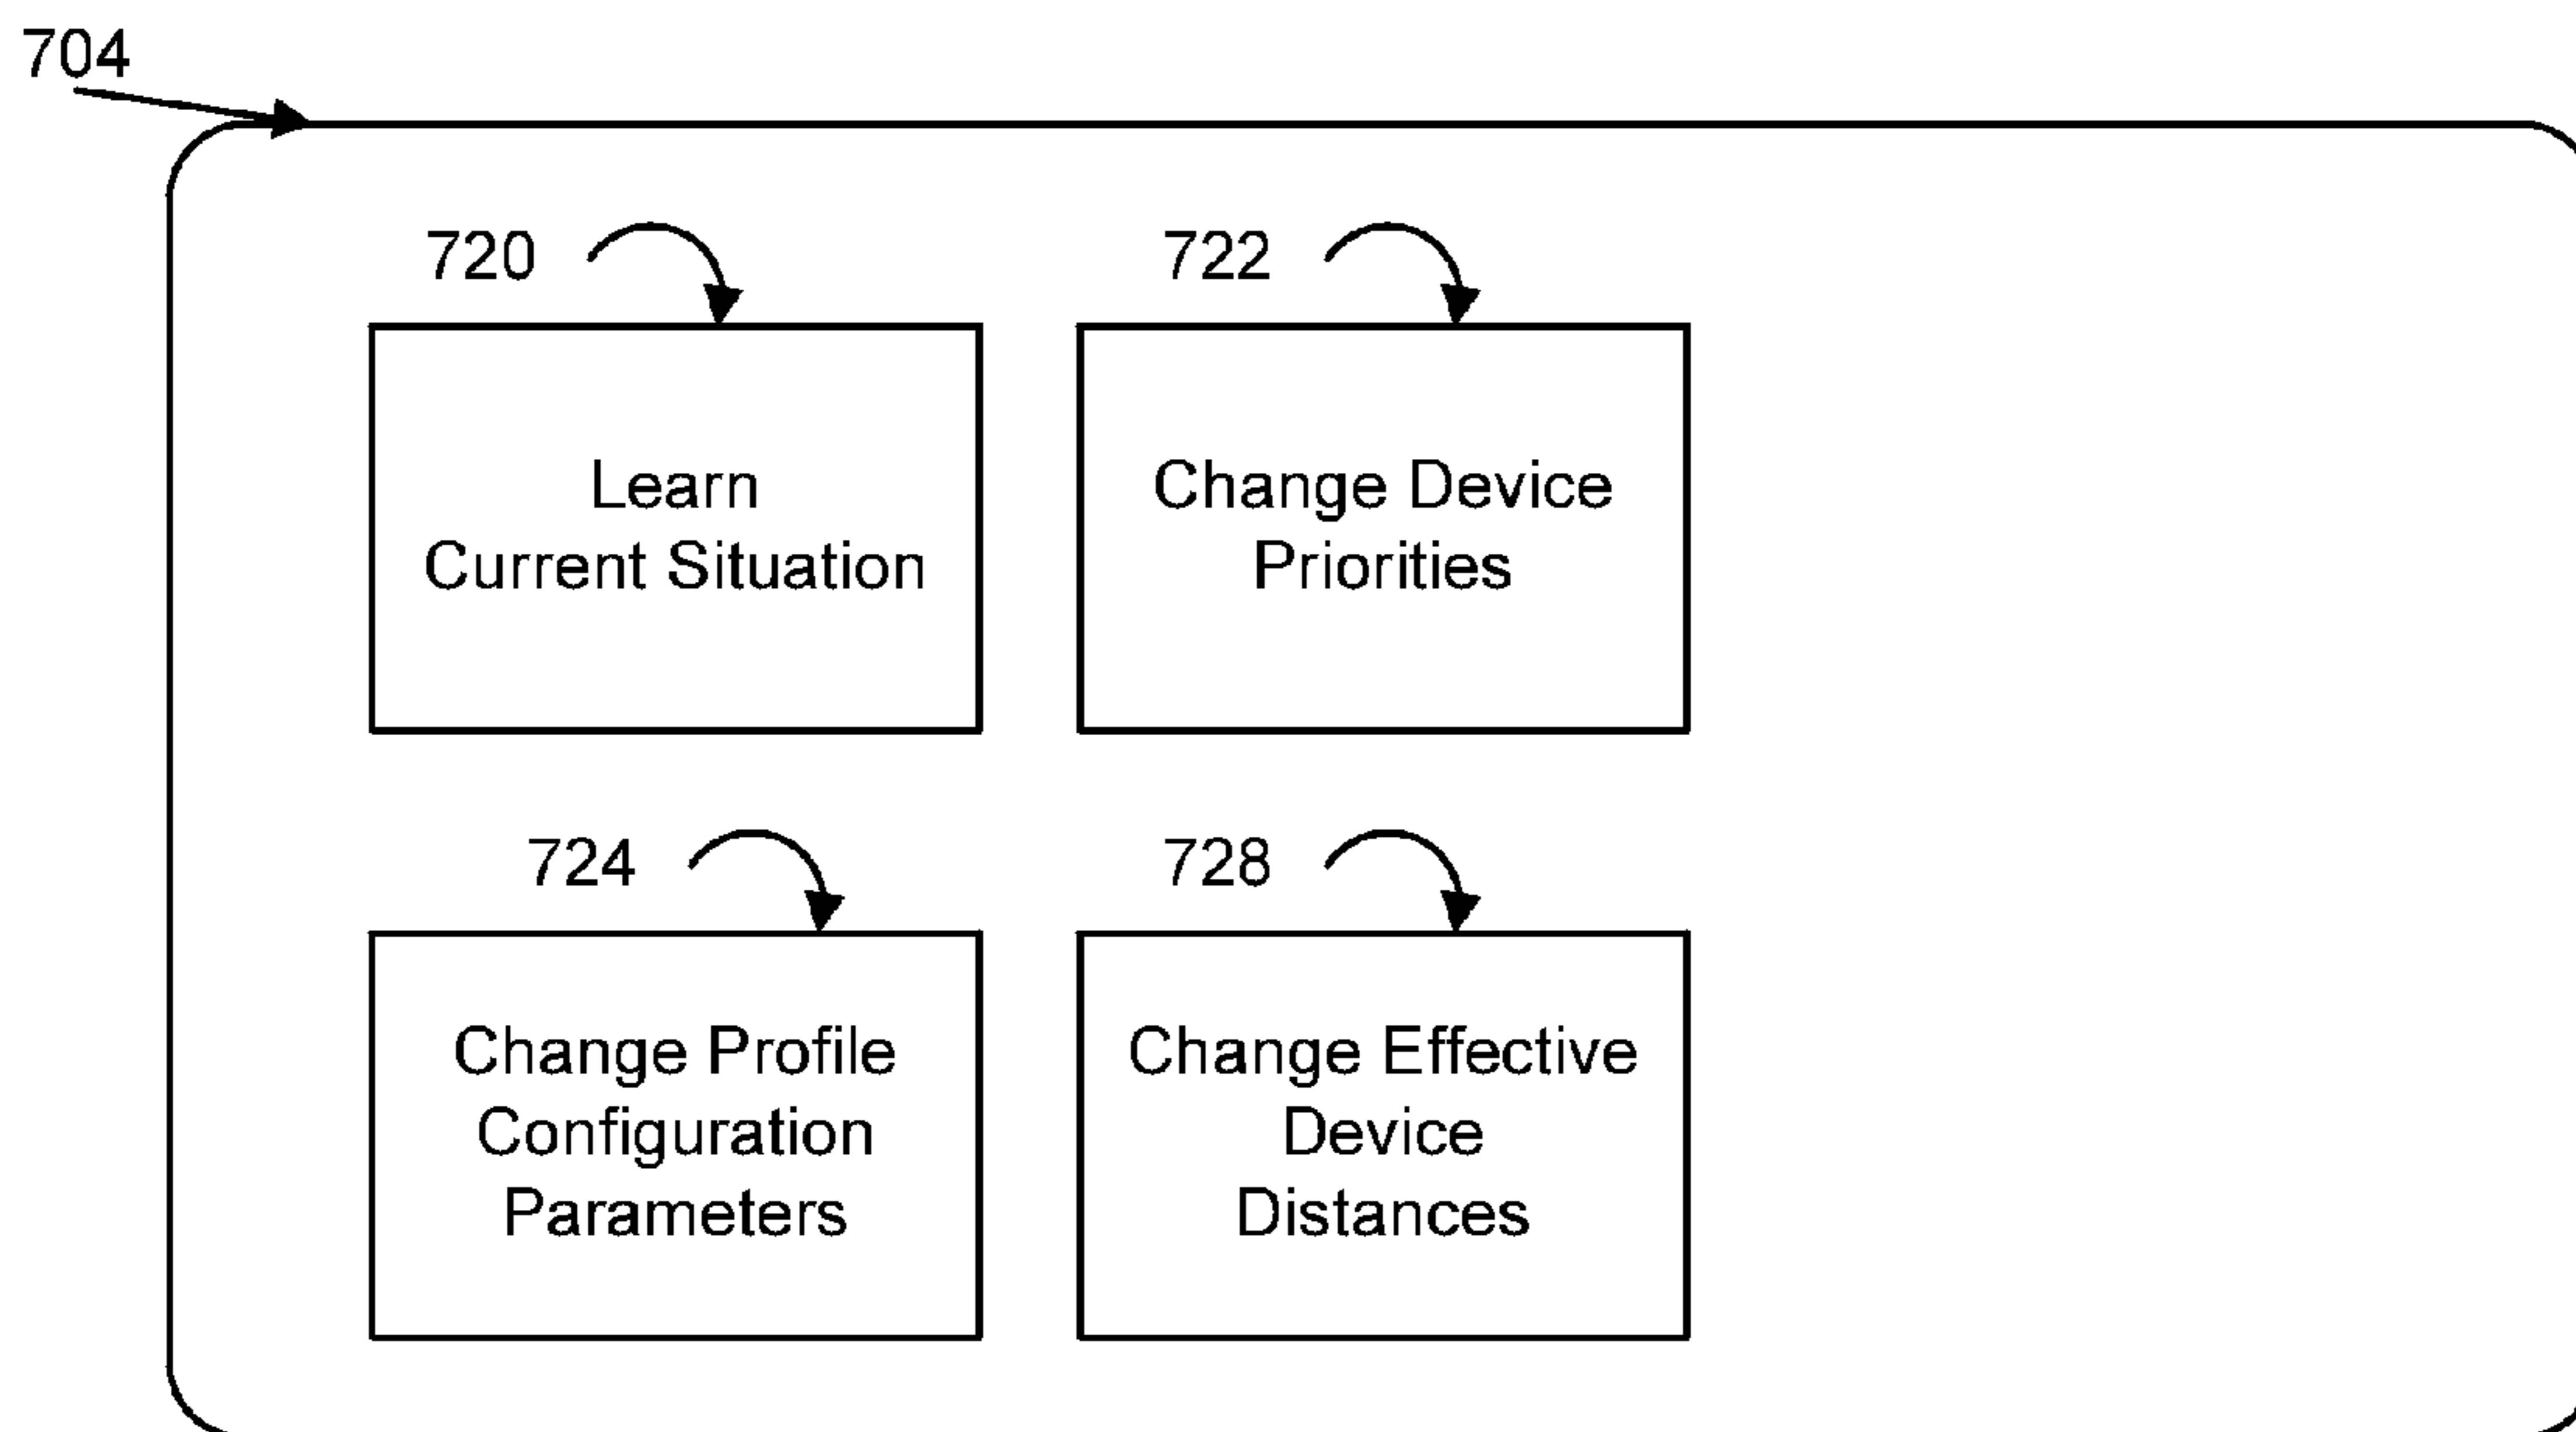 704
720
722
Learn
Current Situation
Change Device
Priorities
724
728
Change Profile
Configuration
Parameters
Change Effective
Device
Distances